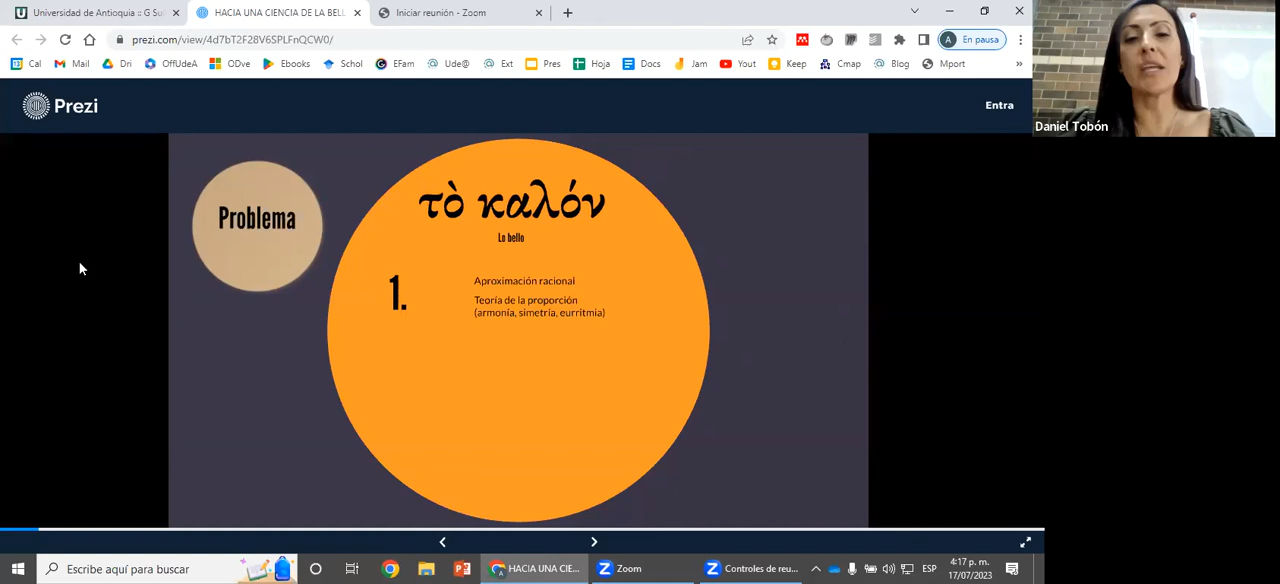 Universidad de Antioquia :: G Su
HACIA UNA CIENCIA DE LA BELL
Iniciar reunión - Zoom
prezi.com/view/4d7bT2F28V6SPLFnQCW0/
A En pausa
Cal
Mail
Dri
OffUdeA
ODve
Ebooks
Schol
EFam
Ude@
Ext
Pres
Hoja
Docs
Jam
Yout
Keep
Cmap
Blog
Mport
»
Prezi
Entra
Daniel Tobón
Problema
τὸ καλόν
Lo bello
1.
Aproximación racional
Teoría de la proporción
(armonía, simetría, eurritmia)
Escribe aquí para buscar
HACIA UNA CIE...
Zoom
Controles de reu...
ESP
4:17 p. m.
17/07/2023